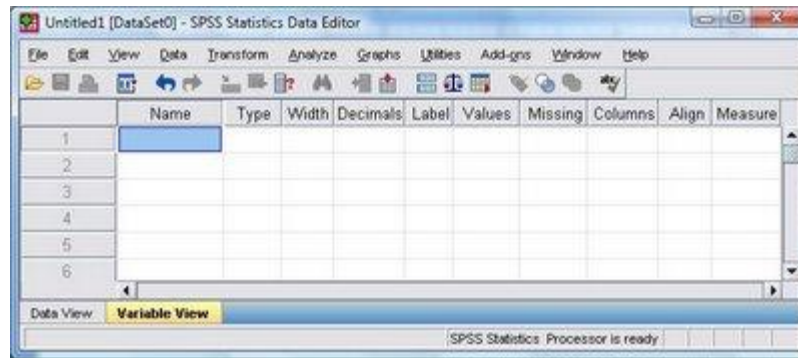 Untitled1 [DataSet0] - SPSS Statistics Data Editor
File Edit View Data Transform Analyze Graphs Utilities Add-ons Window Help
Name Type Width Decimals Label Values Missing Columns Align Measure
1
2
3
4
5
6
Data View Variable View
SPSS Statistics Processor is ready